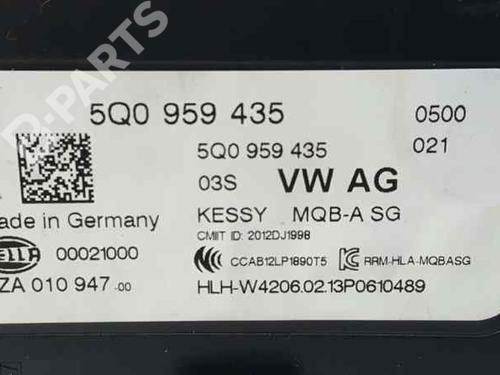 B-PARTS
5Q0 959 435 0500
5Q0 959 435 021
03S VW AG
Made in Germany KESSY MQB-A SG
CMIIT ID: 2012DJ1998
HELLA 00021000 CCAB12LP1890T5 RRM-HLA-MQBASG
ZA 010 947-00 HLH-W4206.02.13P0610489